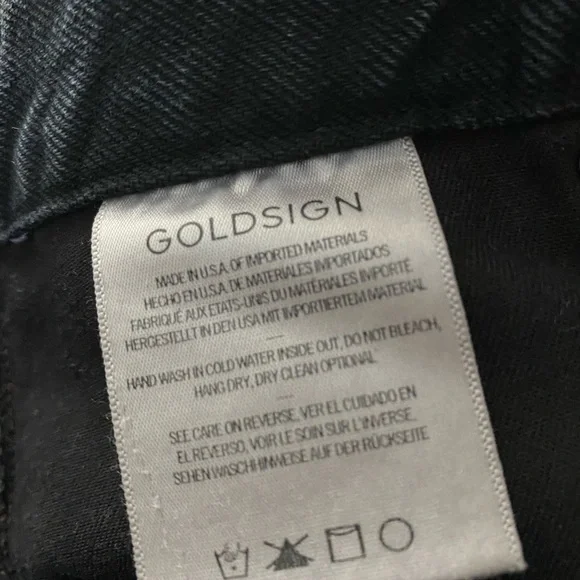 GOLDSIGN
MADE IN U.S.A. OF IMPORTED MATERIALS
HECHO EN U.S.A. DE MATERIALES IMPORTADOS
FABRIQUÉ AUX ETATS-UNIS DU MATÉRIALES IMPORTÉ
HERGESTELLT IN DEN USA MIT IMPORTIERTEM MATERIAL
HAND WASH IN COLD WATER INSIDE OUT, DO NOT BLEACH,
HANG DRY, DRY CLEAN OPTIONAL
SEE CARE ON REVERSE, VER EL CUIDADO EN
EL REVERSO, VOIR LE SOIN SUR L'INVERSE,
SEHEN WASCHHINWEISE AUF DER RÜCKSEITE